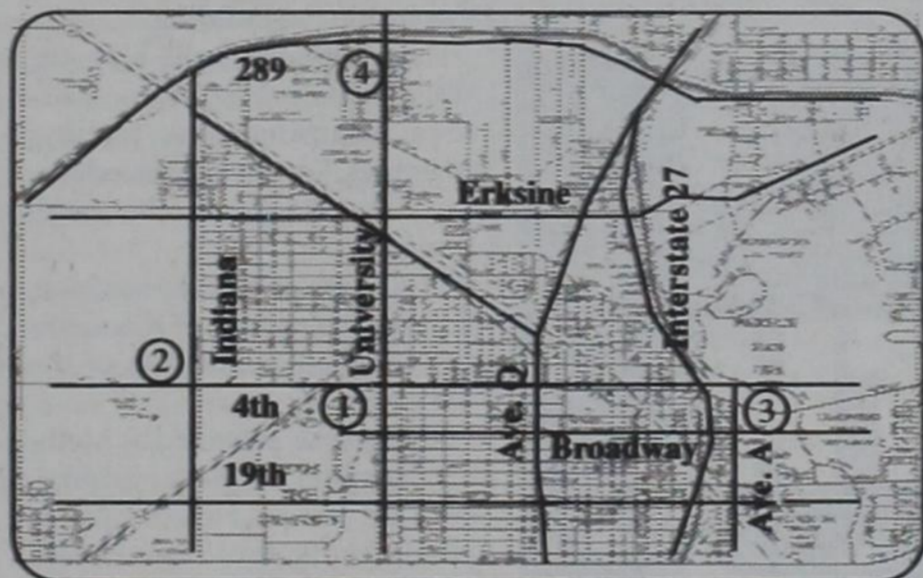 289
4
Erksine
Interstate 27
Indiana
University
2
4th
1
Ave. Q
3
Broadway
19th
Ave. A